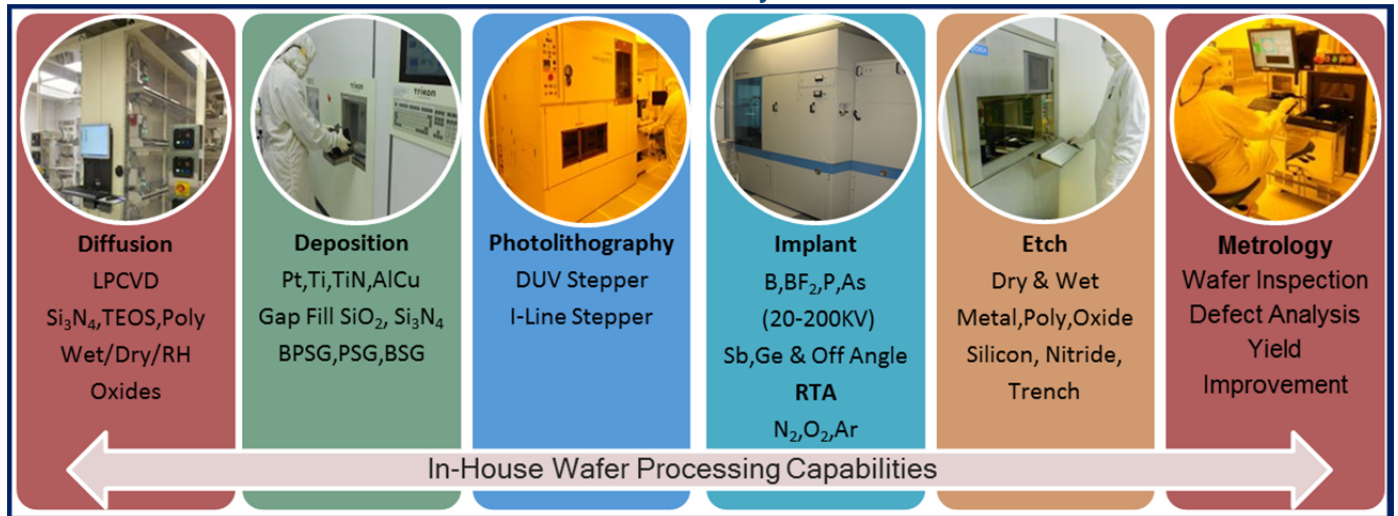 Diffusion
LPCVD
Si₃N₄,TEOS,Poly
Wet/Dry/RH
Oxides
Deposition
Pt,Ti,TiN,AlCu
Gap Fill SiO₂, Si₃N₄
BPSG,PSG,BSG
Photolithography
DUV Stepper
I-Line Stepper
Implant
B,BF₂,P,As
(20-200KV)
Sb,Ge & Off Angle
RTA
N₂,O₂,Ar
Etch
Dry & Wet
Metal,Poly,Oxide
Silicon, Nitride,
Trench
Metrology
Wafer Inspection
Defect Analysis
Yield
Improvement
In-House Wafer Processing Capabilities
TRIKON
TRIKON